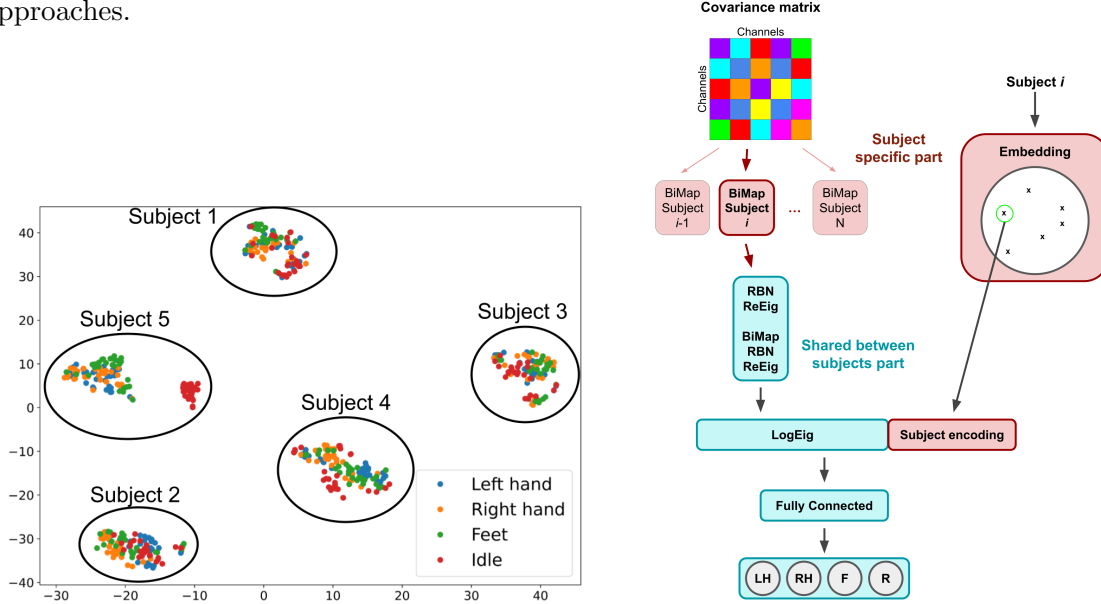 pproaches.
Subject 1
Subject 5
Subject 3
Subject 4
Subject 2
40
30
20
10
0
−10
−20
−30
−40
−30
−20
−10
0
10
20
30
40
Left hand
Right hand
Feet
Idle
Covariance matrix
Channels
Channels
Subject i
Subject
specific part
Embedding
x
x
x
x
x
x
BiMap
Subject
i-1
BiMap
Subject
i
...
BiMap
Subject
N
RBN
ReEig
BiMap
RBN
ReEig
Shared between
subjects part
LogEig
Subject encoding
Fully Connected
LH
RH
F
R